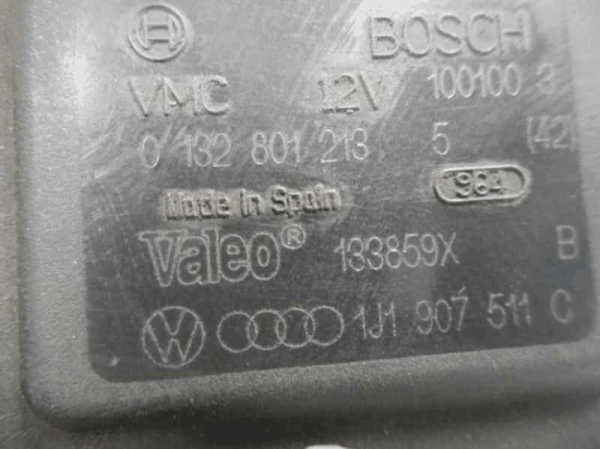 BOSCH
VMC 12V 100100 3
0 132 801 213 5 (42)
Made in Spain 964
Valeo® 133859X B
1J1 907 511 C